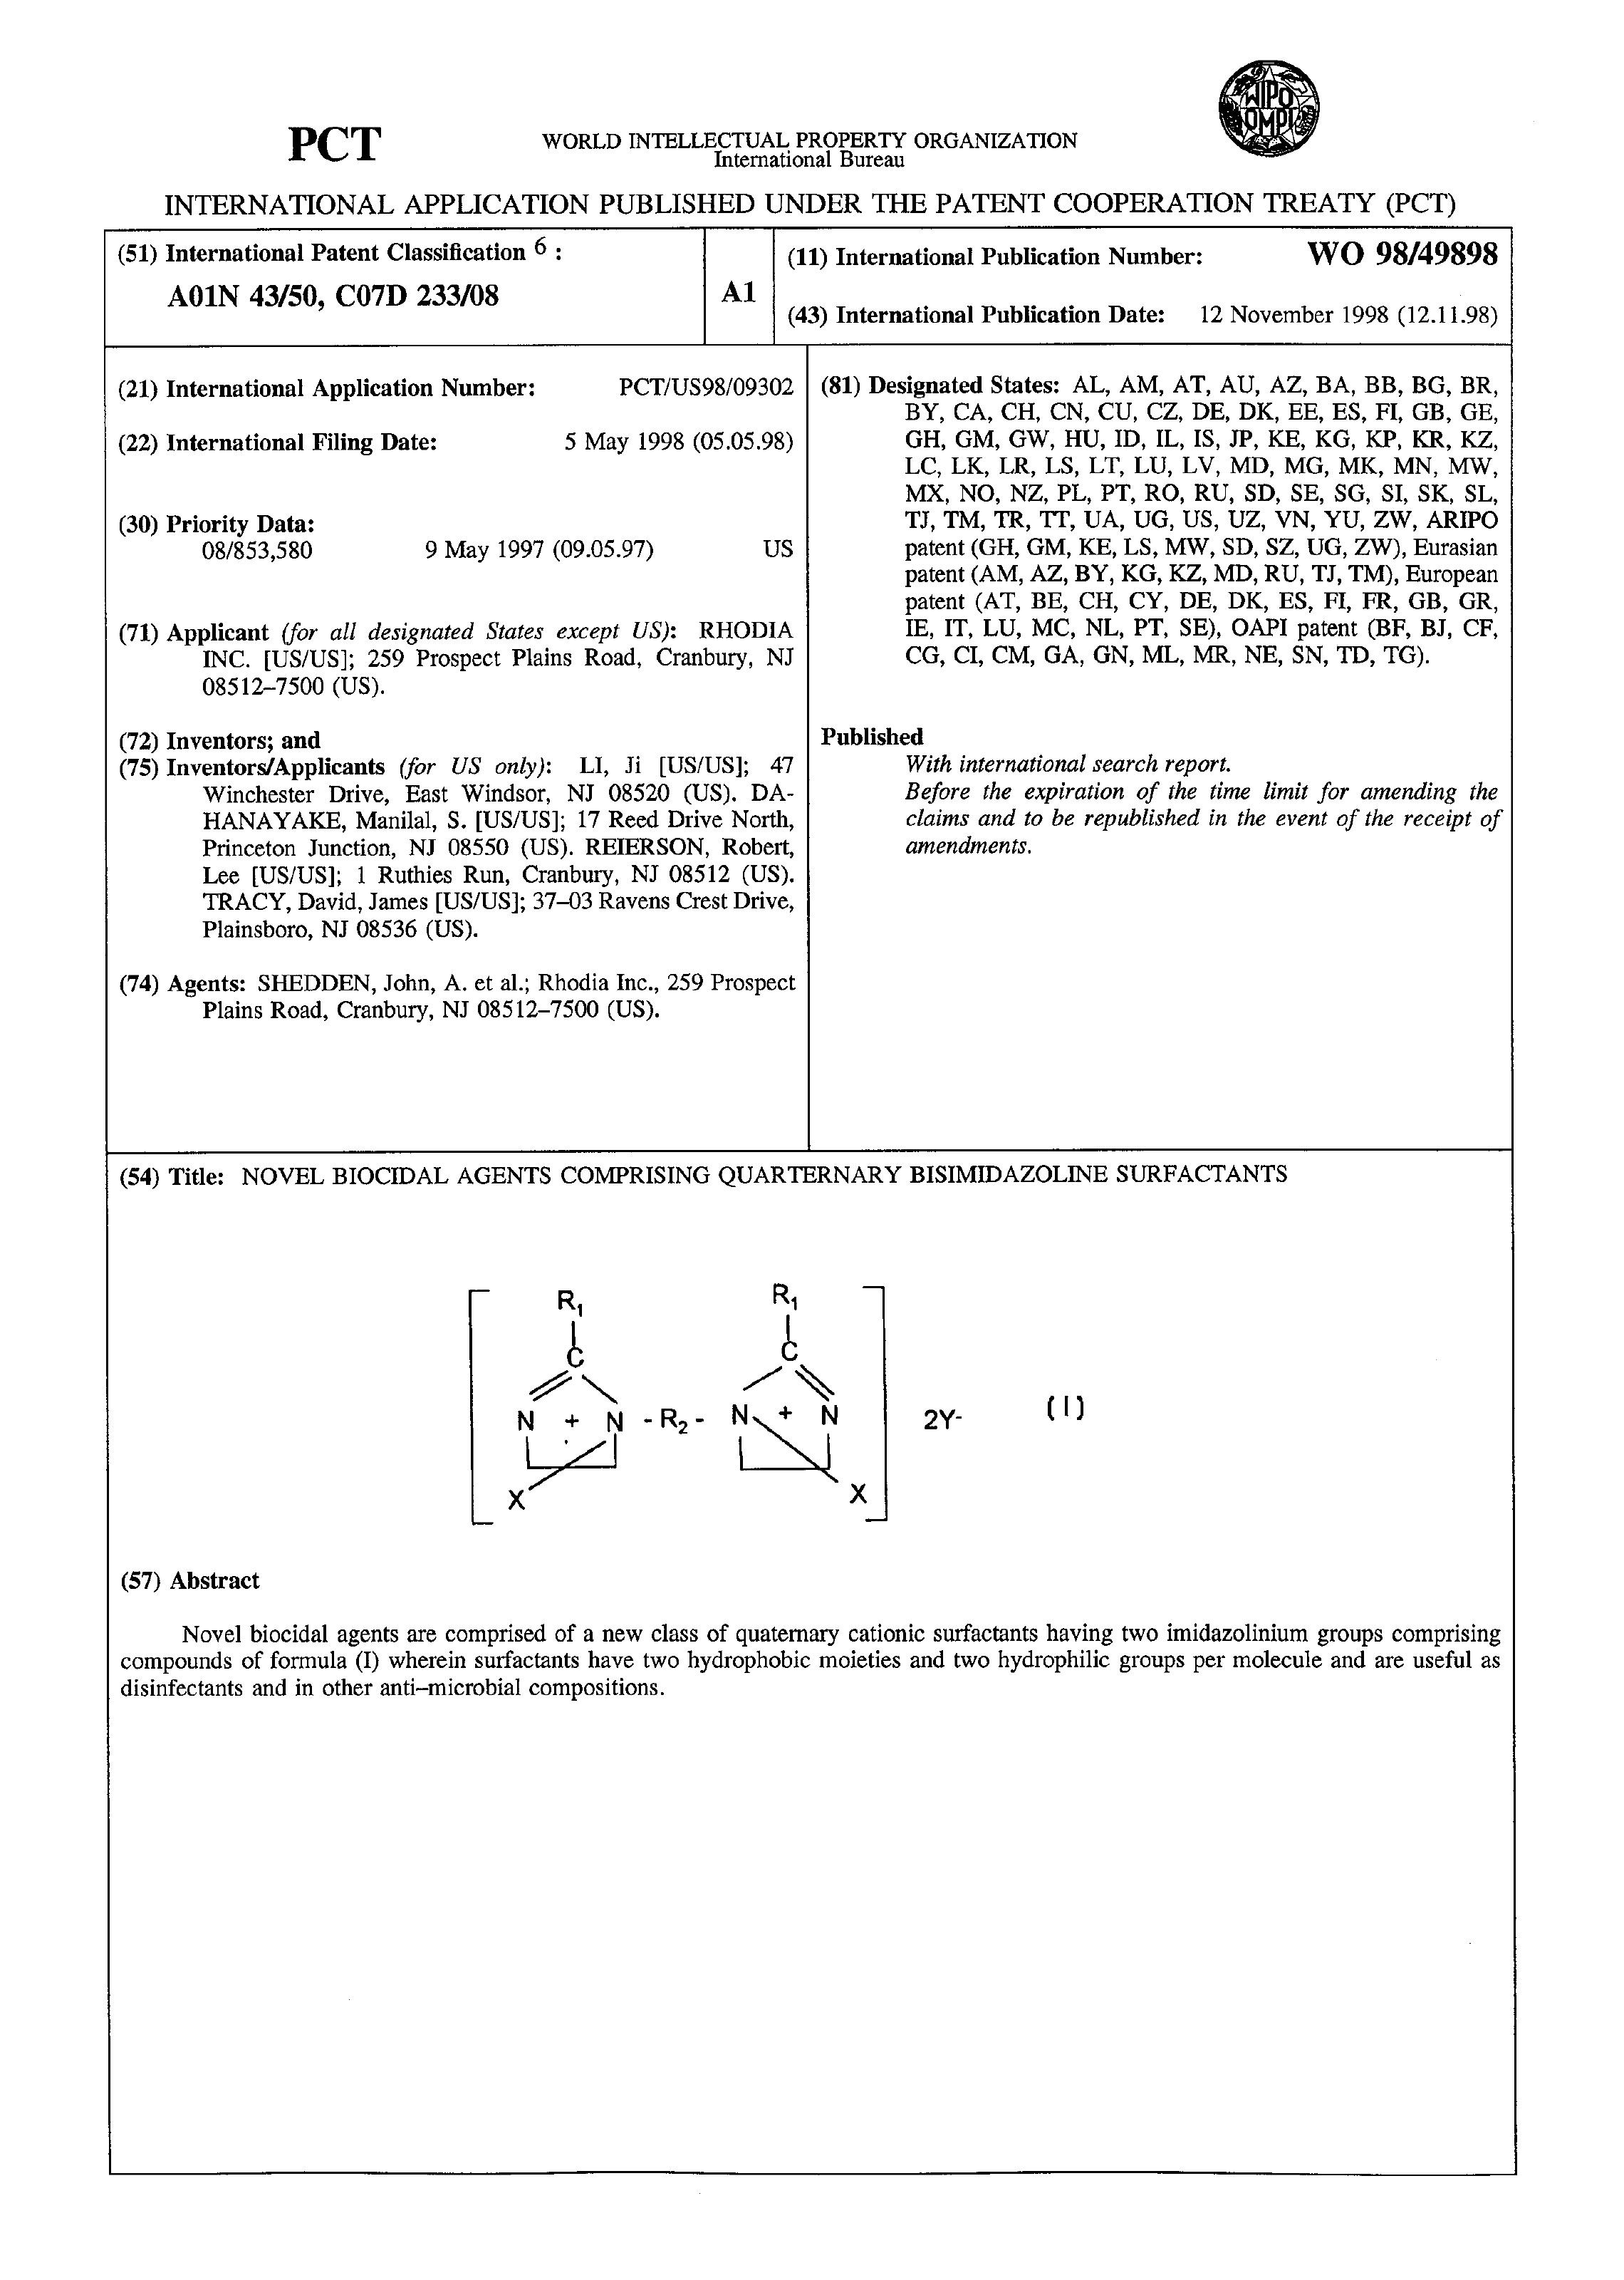 WIPO
OMPI
PCT
WORLD INTELLECTUAL PROPERTY ORGANIZATION
International Bureau
INTERNATIONAL APPLICATION PUBLISHED UNDER THE PATENT COOPERATION TREATY (PCT)
(51) International Patent Classification 6 :
A01N 43/50, C07D 233/08
A1
(11) International Publication Number: WO 98/49898
(43) International Publication Date: 12 November 1998 (12.11.98)
(21) International Application Number: PCT/US98/09302
(22) International Filing Date: 5 May 1998 (05.05.98)
(30) Priority Data:
08/853,580 9 May 1997 (09.05.97) US
(71) Applicant (for all designated States except US): RHODIA
INC. [US/US]; 259 Prospect Plains Road, Cranbury, NJ
08512–7500 (US).
(72) Inventors; and
(75) Inventors/Applicants (for US only): LI, Ji [US/US]; 47
Winchester Drive, East Windsor, NJ 08520 (US). DA-
HANAYAKE, Manilal, S. [US/US]; 17 Reed Drive North,
Princeton Junction, NJ 08550 (US). REIERSON, Robert,
Lee [US/US]; 1 Ruthies Run, Cranbury, NJ 08512 (US).
TRACY, David, James [US/US]; 37–03 Ravens Crest Drive,
Plainsboro, NJ 08536 (US).
(74) Agents: SHEDDEN, John, A. et al.; Rhodia Inc., 259 Prospect
Plains Road, Cranbury, NJ 08512–7500 (US).
(81) Designated States: AL, AM, AT, AU, AZ, BA, BB, BG, BR,
BY, CA, CH, CN, CU, CZ, DE, DK, EE, ES, FI, GB, GE,
GH, GM, GW, HU, ID, IL, IS, JP, KE, KG, KP, KR, KZ,
LC, LK, LR, LS, LT, LU, LV, MD, MG, MK, MN, MW,
MX, NO, NZ, PL, PT, RO, RU, SD, SE, SG, SI, SK, SL,
TJ, TM, TR, TT, UA, UG, US, UZ, VN, YU, ZW, ARIPO
patent (GH, GM, KE, LS, MW, SD, SZ, UG, ZW), Eurasian
patent (AM, AZ, BY, KG, KZ, MD, RU, TJ, TM), European
patent (AT, BE, CH, CY, DE, DK, ES, FI, FR, GB, GR,
IE, IT, LU, MC, NL, PT, SE), OAPI patent (BF, BJ, CF,
CG, CI, CM, GA, GN, ML, MR, NE, SN, TD, TG).
Published
With international search report.
Before the expiration of the time limit for amending the
claims and to be republished in the event of the receipt of
amendments.
(54) Title: NOVEL BIOCIDAL AGENTS COMPRISING QUARTERNARY BISIMIDAZOLINE SURFACTANTS
R1 R1
C C
N + N - R2 - N + N 2Y- (I)
X X
(57) Abstract
Novel biocidal agents are comprised of a new class of quaternary cationic surfactants having two imidazolinium groups comprising
compounds of formula (I) wherein surfactants have two hydrophobic moieties and two hydrophilic groups per molecule and are useful as
disinfectants and in other anti–microbial compositions.